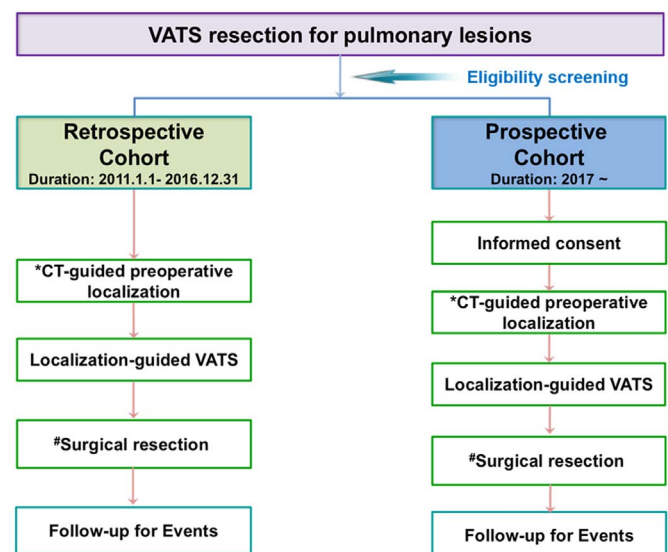 VATS resection for pulmonary lesions
Eligibility screening
Retrospective
Cohort
Duration: 2011.1.1- 2016.12.31
*CT-guided preoperative
localization
Localization-guided VATS
#Surgical resection
Follow-up for Events
Prospective
Cohort
Duration: 2017 ~
Informed consent
*CT-guided preoperative
localization
Localization-guided VATS
#Surgical resection
Follow-up for Events